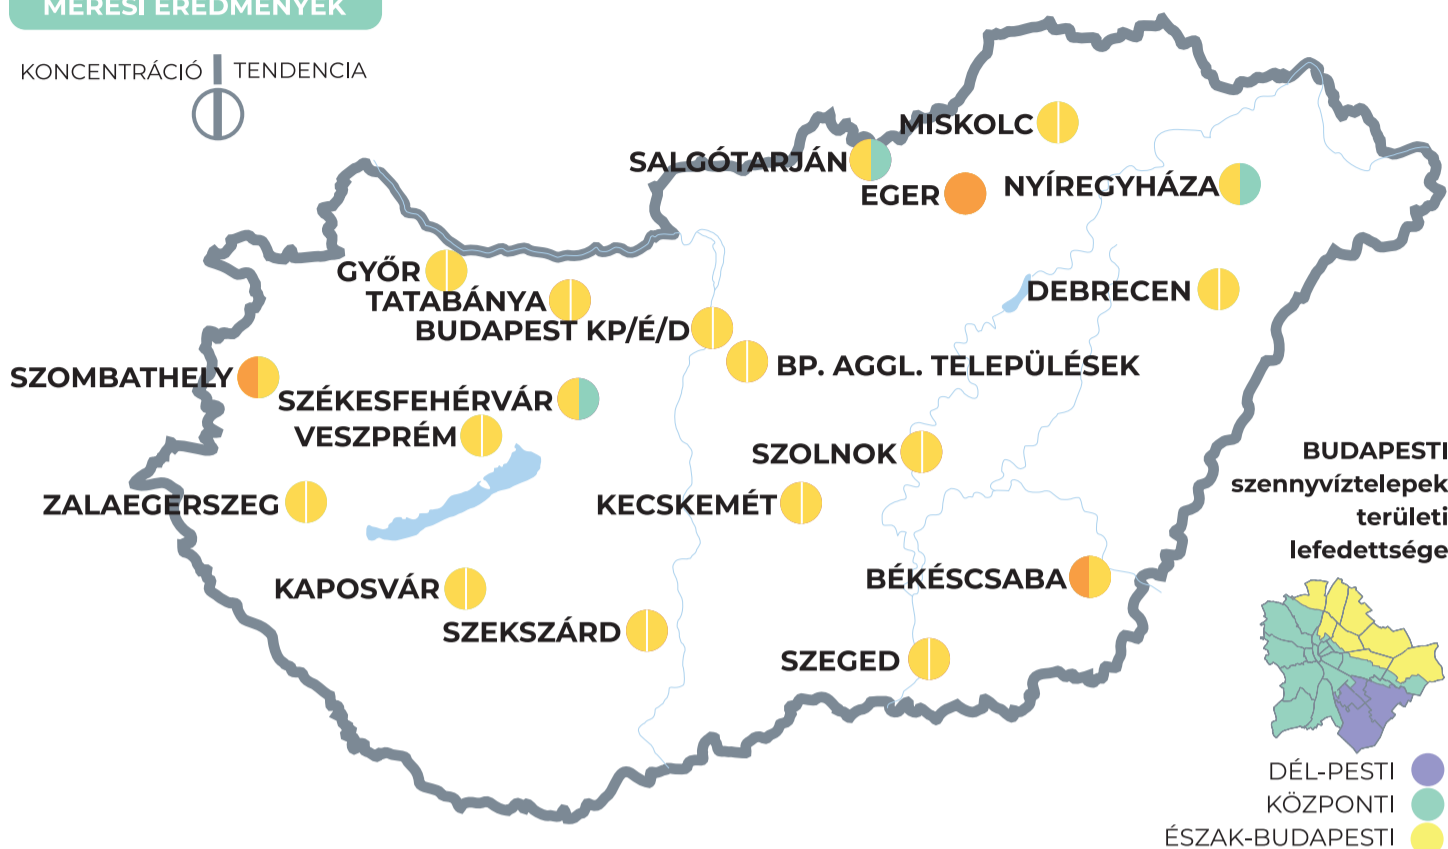 MÉRÉSI EREDMÉNYEK
KONCENTRÁCIÓ TENDENCIA
MISKOLC
SALGÓTARJÁN
EGER
NYÍREGYHÁZA
GYŐR
TATABÁNYA
DEBRECEN
BUDAPEST KP/É/D
BP. AGGL. TELEPÜLÉSEK
SZOMBATHELY
SZÉKESFEHÉRVÁR
VESZPRÉM
SZOLNOK
ZALAEGERSZEG
KECSKEMÉT
BÉKÉSCSABA
KAPOSVÁR
SZEKSZÁRD
SZEGED
BUDAPESTI
szennyvíztelepek
területi
lefedettsége
DÉL-PESTI
KÖZPONTI
ÉSZAK-BUDAPESTI